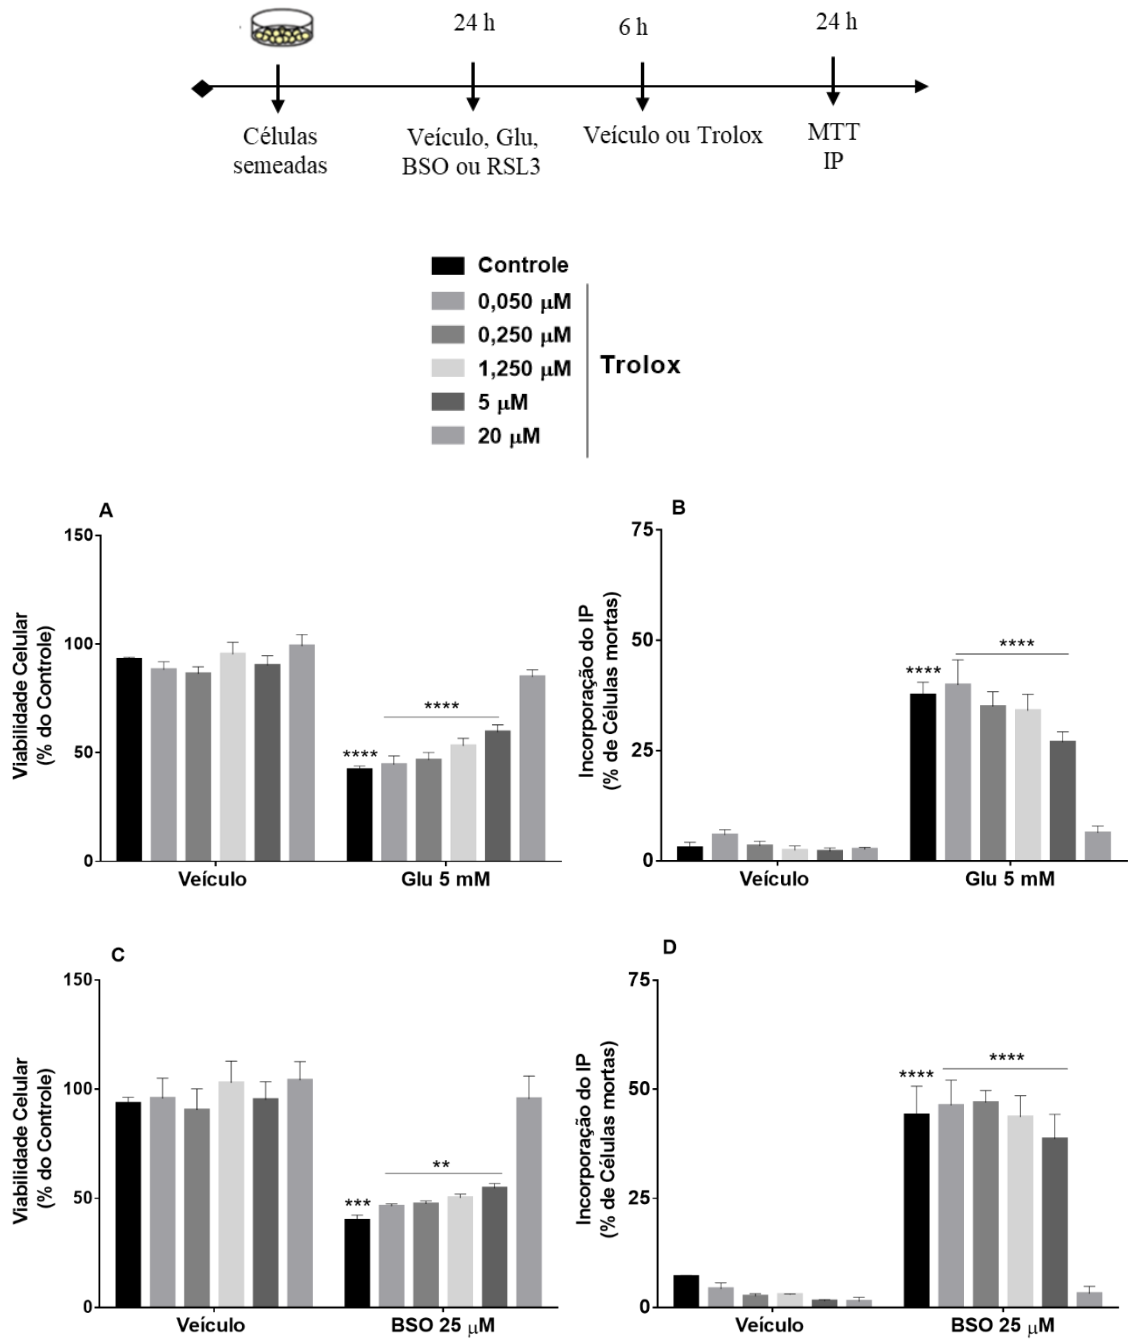 24 h
6 h
24 h
Células
semeadas
Veículo, Glu,
BSO ou RSL3
Veículo ou Trolox
MTT
IP
Controle
0,050 μM
0,250 μM
1,250 μM
5 μM
20 μM
Trolox
A
Viabilidade Celular
(% do Controle)
150
100
50
0
****
****
Veículo
Glu 5 mM
B
Incorporação do IP
(% de Células mortas)
75
50
25
0
****
****
Veículo
Glu 5 mM
C
Viabilidade Celular
(% do Controle)
150
100
50
0
***
**
Veículo
BSO 25 μM
D
Incorporação do IP
(% de Células mortas)
75
50
25
0
****
****
Veículo
BSO 25 μM